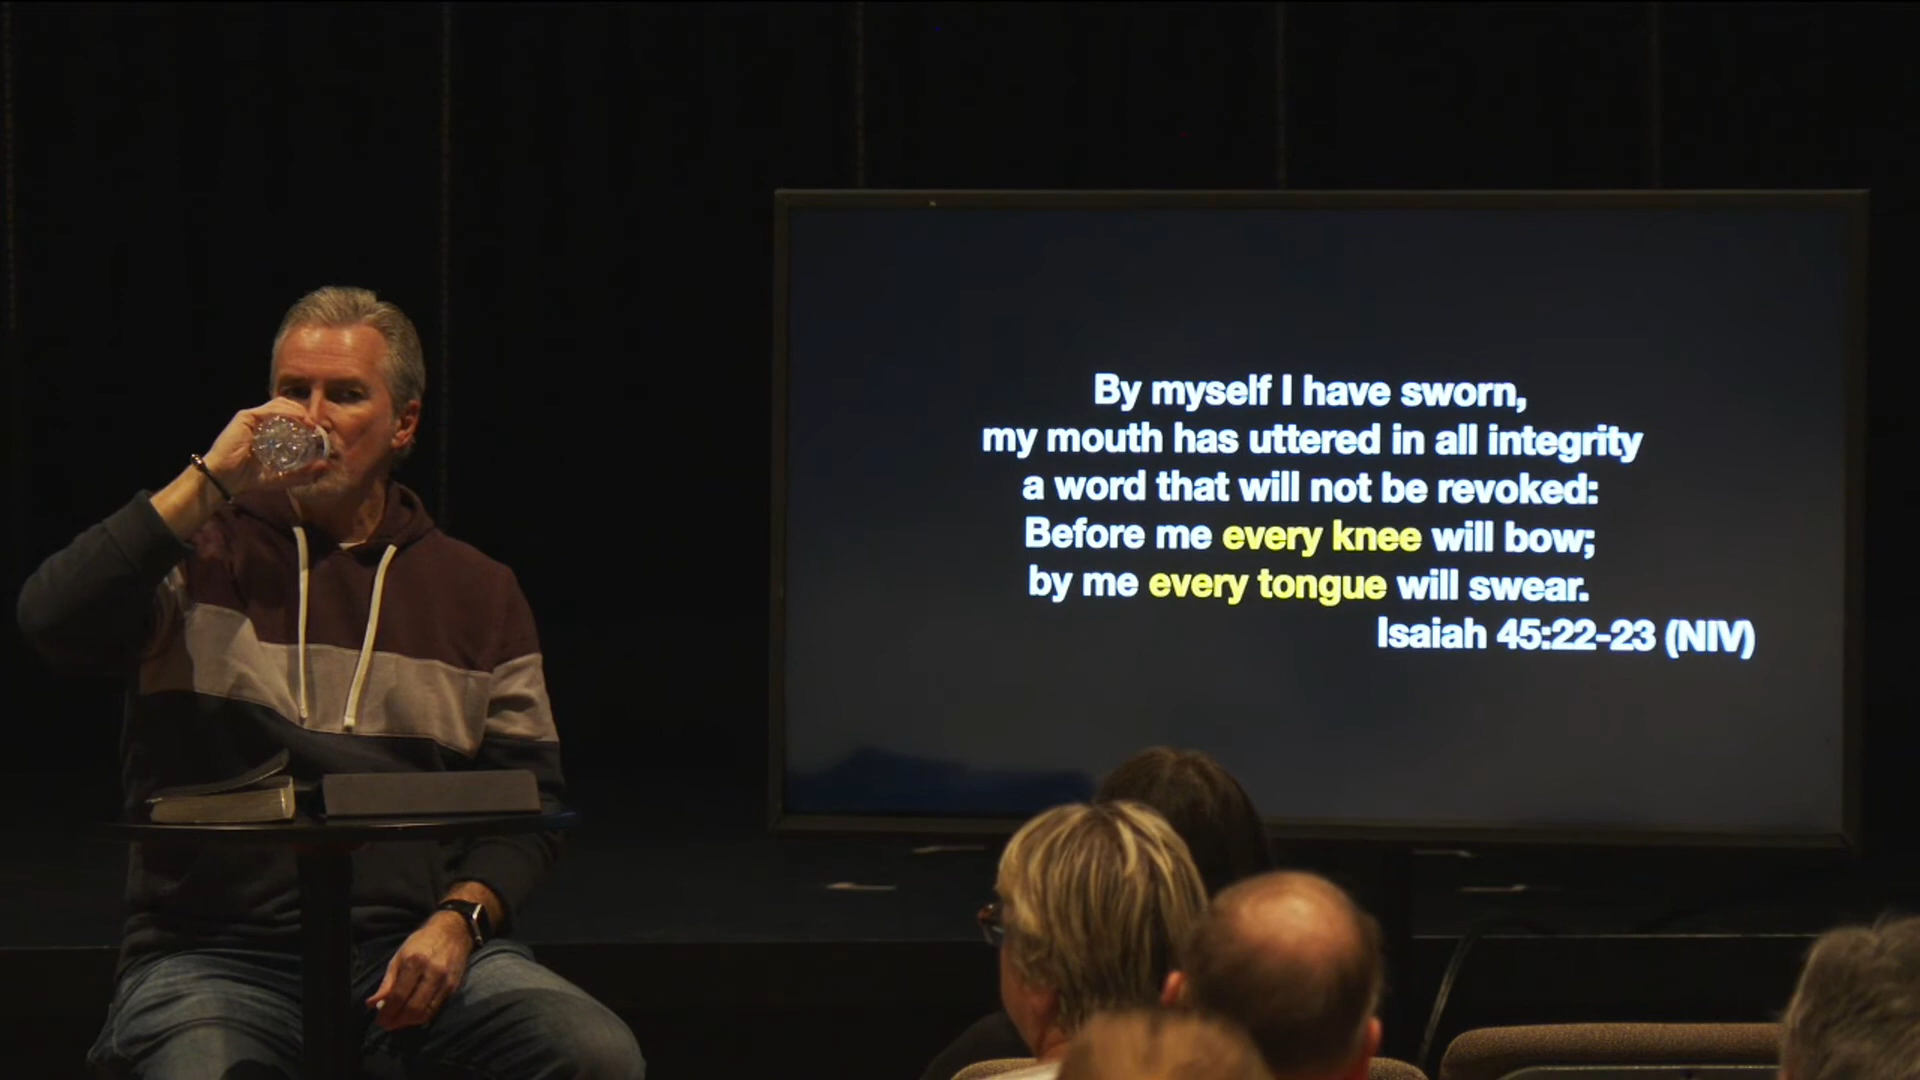 By myself I have sworn,
my mouth has uttered in all integrity
a word that will not be revoked:
Before me every knee will bow;
by me every tongue will swear.
Isaiah 45:22-23 (NIV)